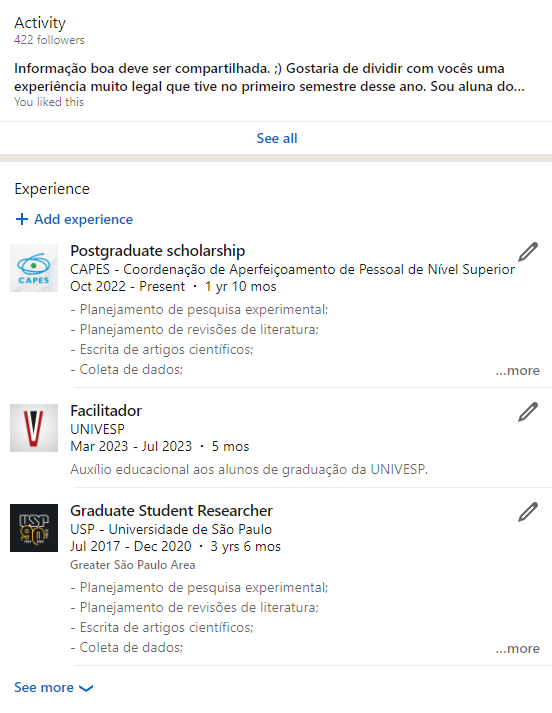 Activity
422 followers
Informação boa deve ser compartilhada. ;) Gostaria de dividir com vocês uma
experiência muito legal que tive no primeiro semestre desse ano. Sou aluna do...
You liked this
See all
Experience
+ Add experience
CAPES
Postgraduate scholarship
CAPES - Coordenação de Aperfeiçoamento de Pessoal de Nível Superior
Oct 2022 - Present · 1 yr 10 mos
- Planejamento de pesquisa experimental;
- Planejamento de revisões de literatura;
- Escrita de artigos científicos;
- Coleta de dados;
...more
Facilitador
UNIVESP
Mar 2023 - Jul 2023 · 5 mos
Auxílio educacional aos alunos de graduação da UNIVESP.
USP
90
Graduate Student Researcher
USP - Universidade de São Paulo
Jul 2017 - Dec 2020 · 3 yrs 6 mos
Greater São Paulo Area
- Planejamento de pesquisa experimental;
- Planejamento de revisões de literatura;
- Escrita de artigos científicos;
- Coleta de dados;
...more
See more